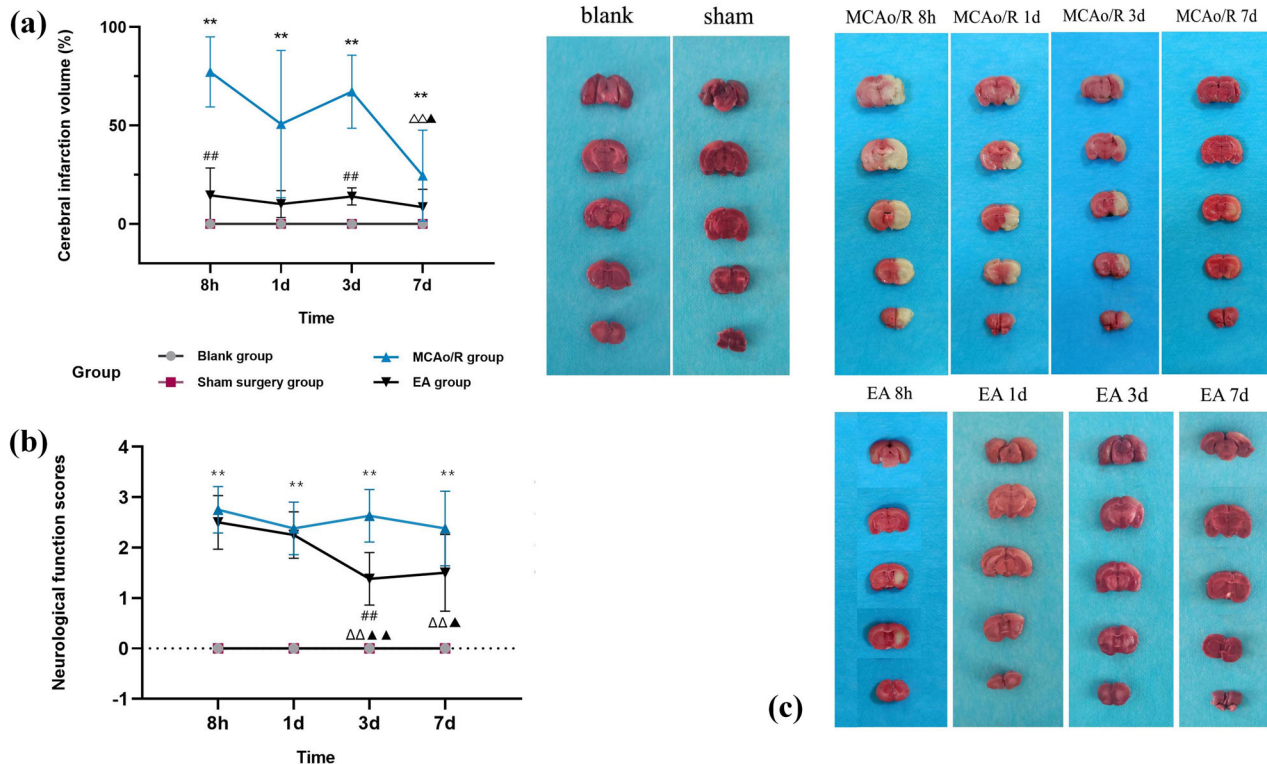 (a)
Cerebral infarction volume (%)
100
50
0
**
**
**
**
△△▲
##
##
8h 1d 3d 7d
Time
Group
Blank group
MCAo/R group
Sham surgery group
EA group
(b)
Neurological function scores
4
3
2
1
0
-1
**
**
**
**
##
△△▲▲
△△▲
8h 1d 3d 7d
Time
blank sham
MCAo/R 8h MCAo/R 1d MCAo/R 3d MCAo/R 7d
EA 8h EA 1d EA 3d EA 7d
(c)